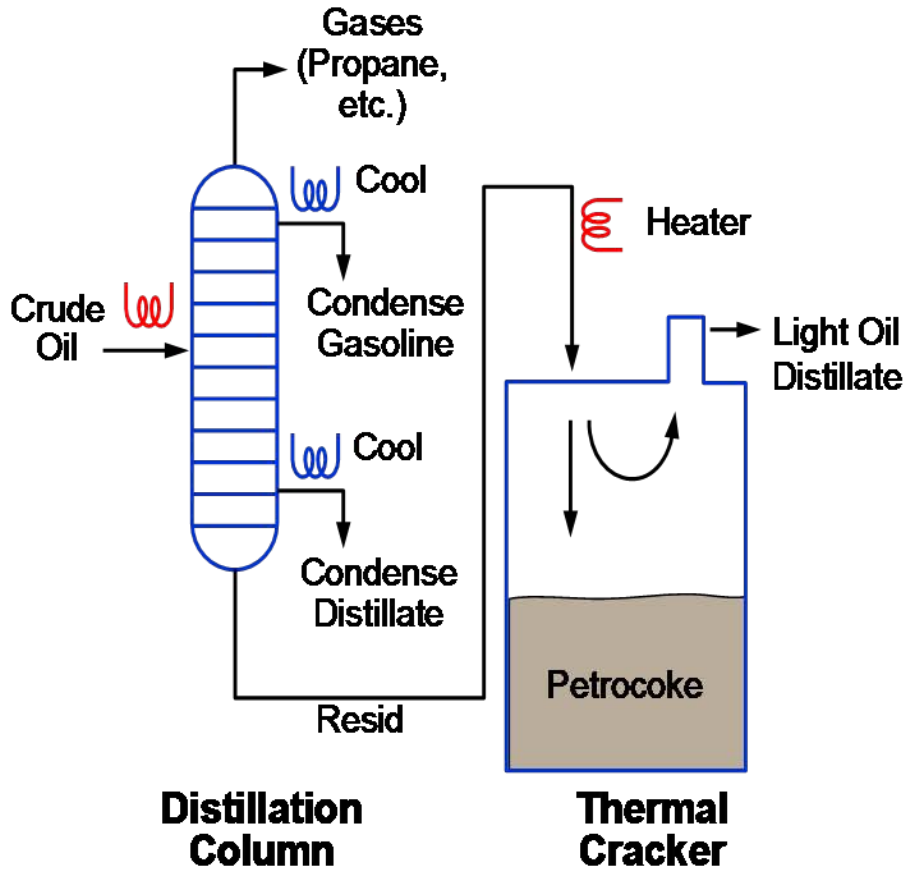 Gases
(Propane,
etc.)
Cool
Condense
Gasoline
Crude
Oil
Cool
Condense
Distillate
Resid
Heater
Light Oil
Distillate
Petrocoke
Distillation
Column
Thermal
Cracker